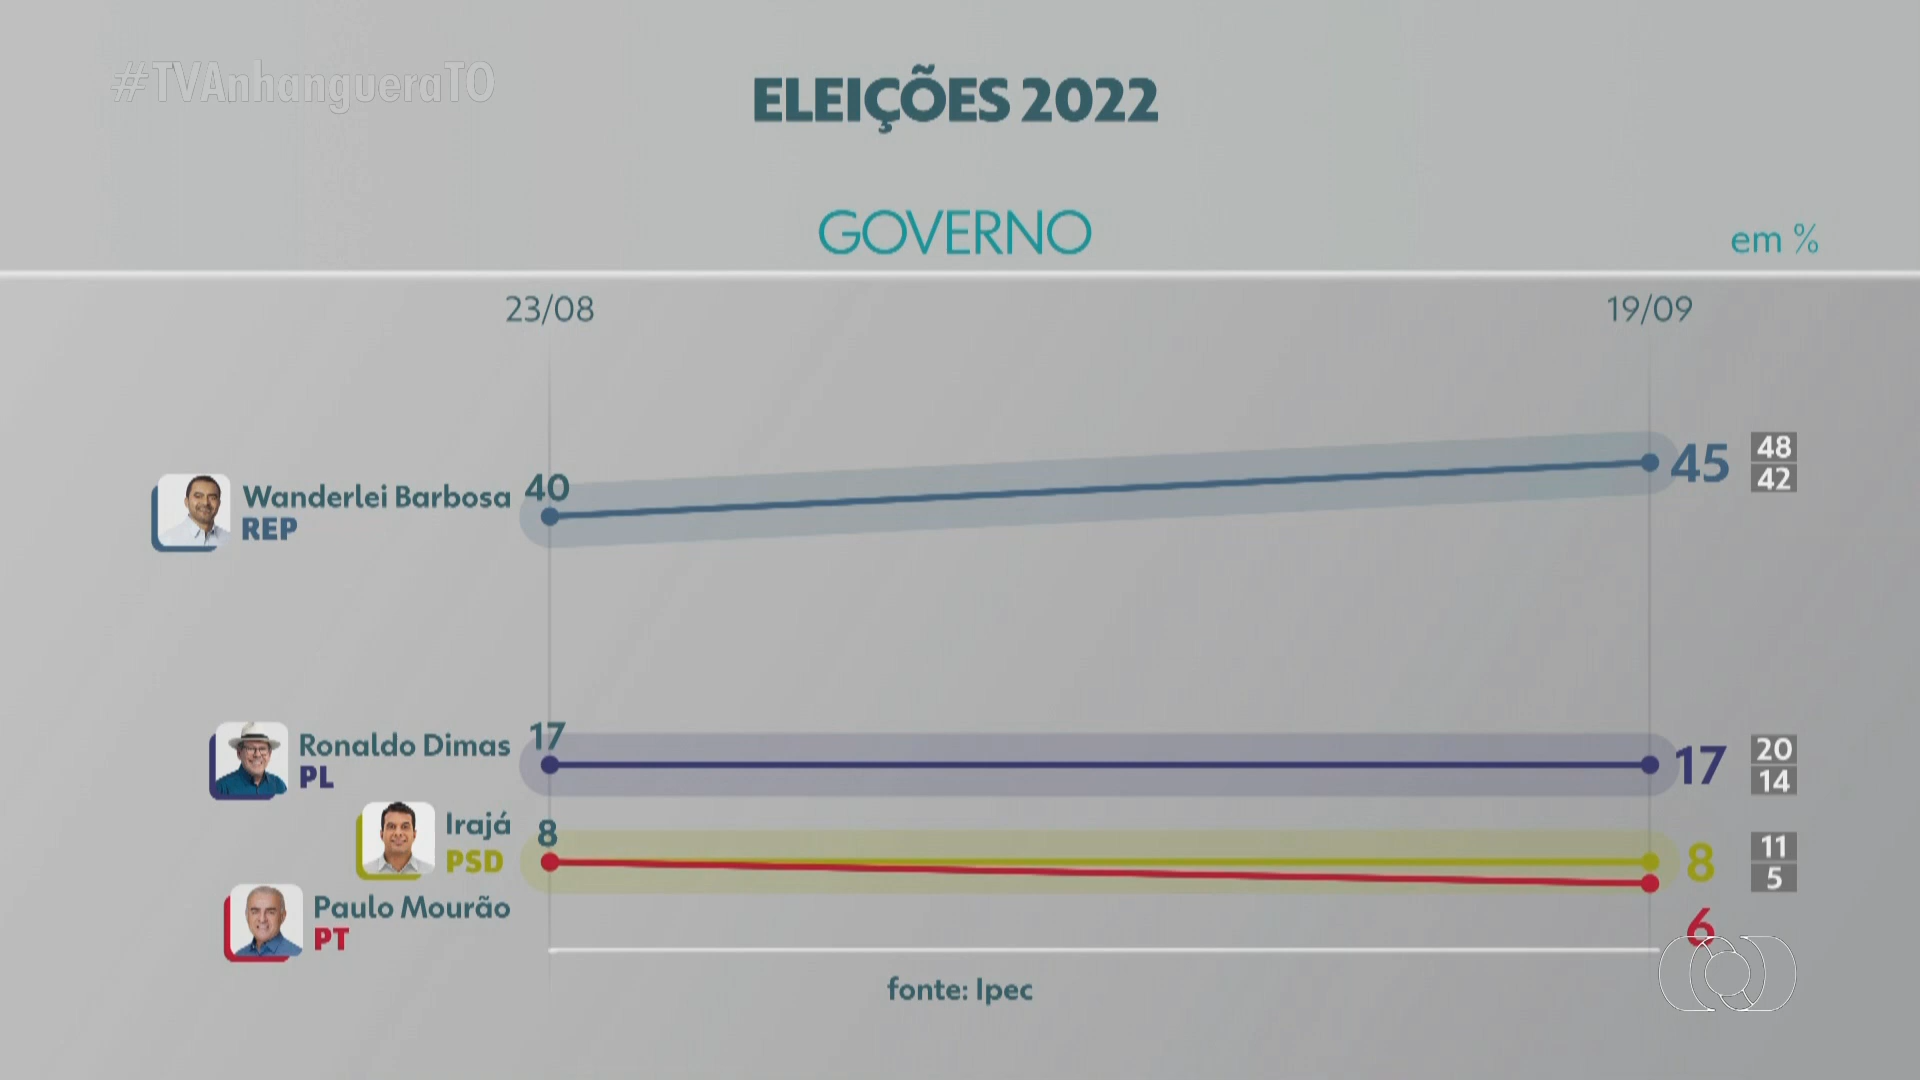 #TVAnhangueraTO
ELEIÇÕES 2022
GOVERNO
em %
23/08
19/09
Wanderlei Barbosa
REP
40
45
48
42
Ronaldo Dimas
PL
17
17
20
14
Irajá
PSD
8
8
11
5
Paulo Mourão
PT
6
fonte: Ipec